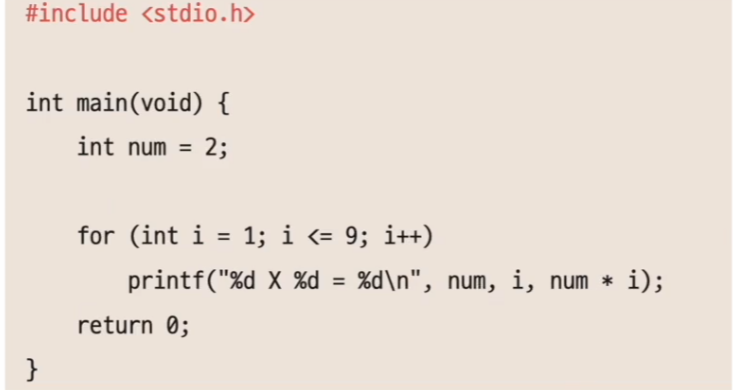 #include <stdio.h>
int main(void) {
int num = 2;
for (int i = 1; i <= 9; i++)
printf("%d X %d = %d\n", num, i, num * i);
return 0;
}